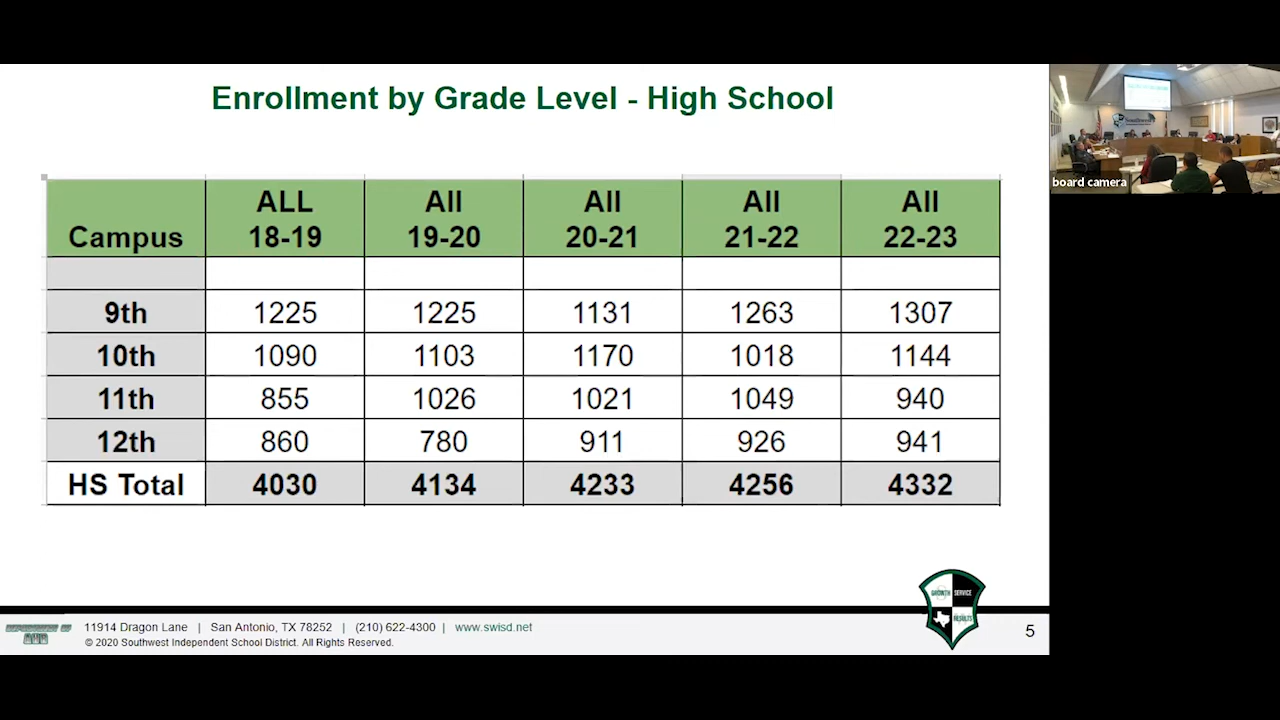 Enrollment by Grade Level - High School
Campus ALL 18-19 All 19-20 All 20-21 All 21-22 All 22-23
9th 1225 1225 1131 1263 1307
10th 1090 1103 1170 1018 1144
11th 855 1026 1021 1049 940
12th 860 780 911 926 941
HS Total 4030 4134 4233 4256 4332
11914 Dragon Lane | San Antonio, TX 78252 | (210) 622-4300 | www.swisd.net
© 2020 Southwest Independent School District. All Rights Reserved.
GROWTH SERVICE
RESULTS
5
Southwest
board camera